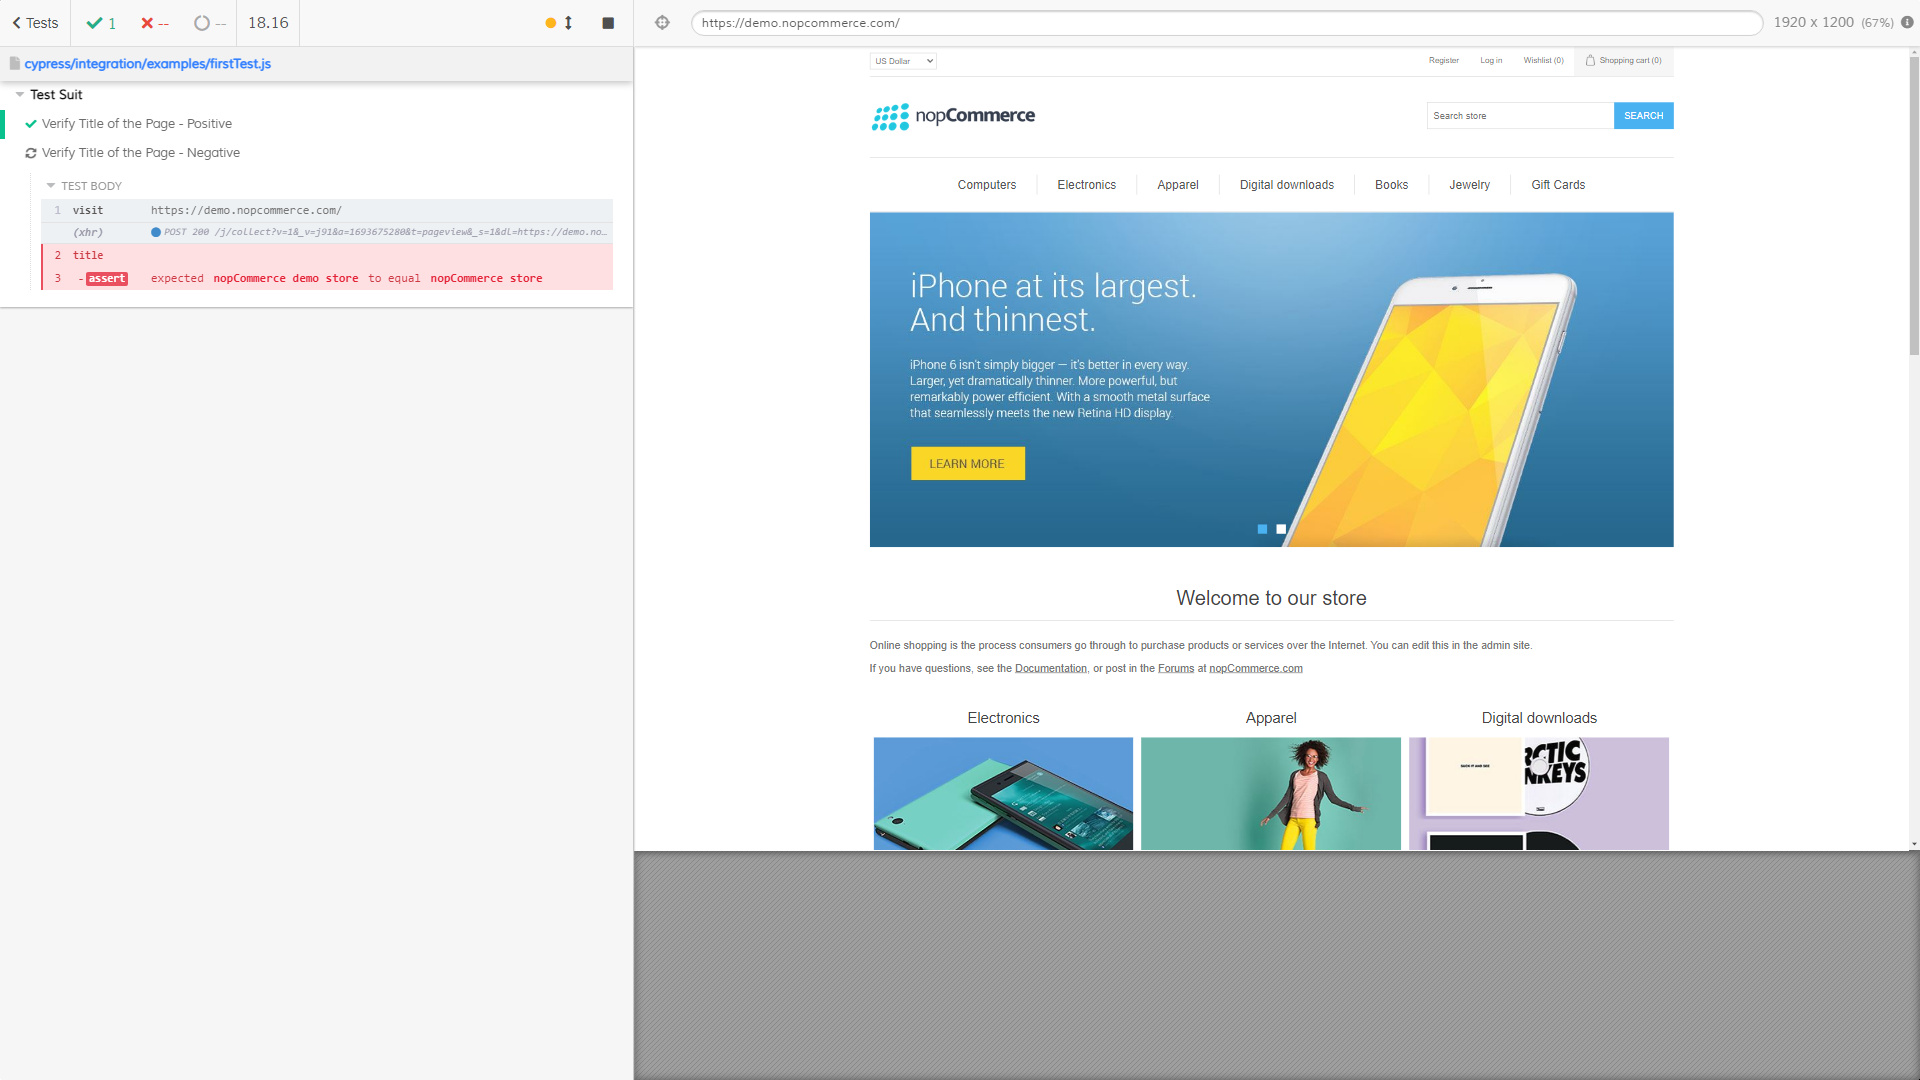 Tests
1
--
--
18.16
https://demo.nopcommerce.com/
1920 x 1200 (67%)
cypress/integration/examples/firstTest.js
Test Suit
Verify Title of the Page - Positive
Verify Title of the Page - Negative
TEST BODY
1 visit https://demo.nopcommerce.com/
(xhr) POST 200 /j/collect?v=1&_v=j91&a=1693675280&t=pageview&_s=1&dl=https://demo.no...
2 title
3 - assert expected nopCommerce demo store to equal nopCommerce store
US Dollar
Register Log in Wishlist (0) Shopping cart (0)
nopCommerce
Search store
SEARCH
Computers Electronics Apparel Digital downloads Books Jewelry Gift Cards
iPhone at its largest.
And thinnest.
iPhone 6 isn't simply bigger — it's better in every way.
Larger, yet dramatically thinner. More powerful, but
remarkably power efficient. With a smooth metal surface
that seamlessly meets the new Retina HD display.
LEARN MORE
Welcome to our store
Online shopping is the process consumers go through to purchase products or services over the Internet. You can edit this in the admin site.
If you have questions, see the Documentation, or post in the Forums at nopCommerce.com
Electronics
Apparel
Digital downloads
SUCK IT AND SEE
RCTIC
NKEYS